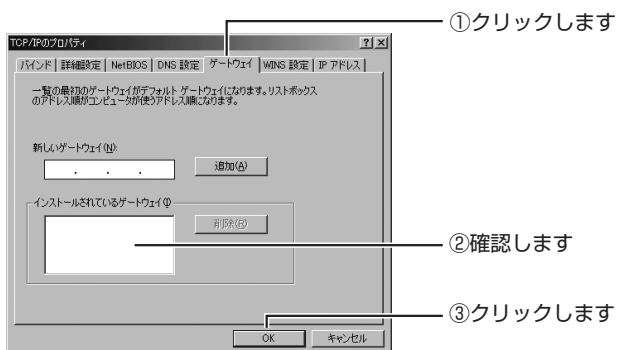 ①クリックします
TCP/IPのプロパティ
? ×
バインド 詳細設定 NetBIOS DNS 設定 ゲートウェイ WINS 設定 IP アドレス
一覧の最初のゲートウェイがデフォルト ゲートウェイになります。リストボックス
のアドレス順がコンピュータが使うアドレス順になります。
新しいゲートウェイ(N):
. . .
追加(A)
インストールされているゲートウェイ(I)
削除(R)
②確認します
③クリックします
OK キャンセル